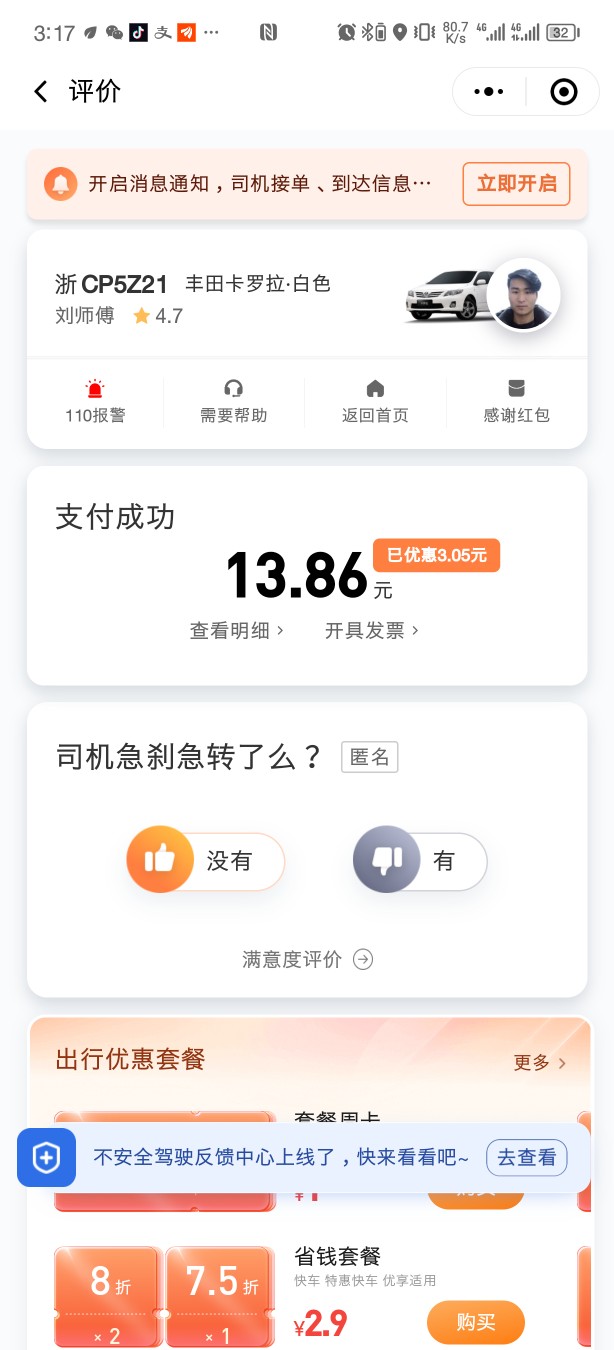 3:17 支 ··· 80.7 K/s 4G 4G 32
评价
开启消息通知，司机接单、到达信息… 立即开启
浙 CP5Z21 丰田卡罗拉·白色
刘师傅 4.7
110报警 需要帮助 返回首页 感谢红包
支付成功
已优惠3.05元
13.86元
查看明细 > 开具发票 >
司机急刹急转了么？ 匿名
没有 有
满意度评价
出行优惠套餐 更多 >
套餐周卡
不安全驾驶反馈中心上线了，快来看看吧~ 去查看
¥1 购买
省钱套餐
8折 7.5折 快车 特惠快车 优享适用
× 2 × 1 ¥2.9 购买